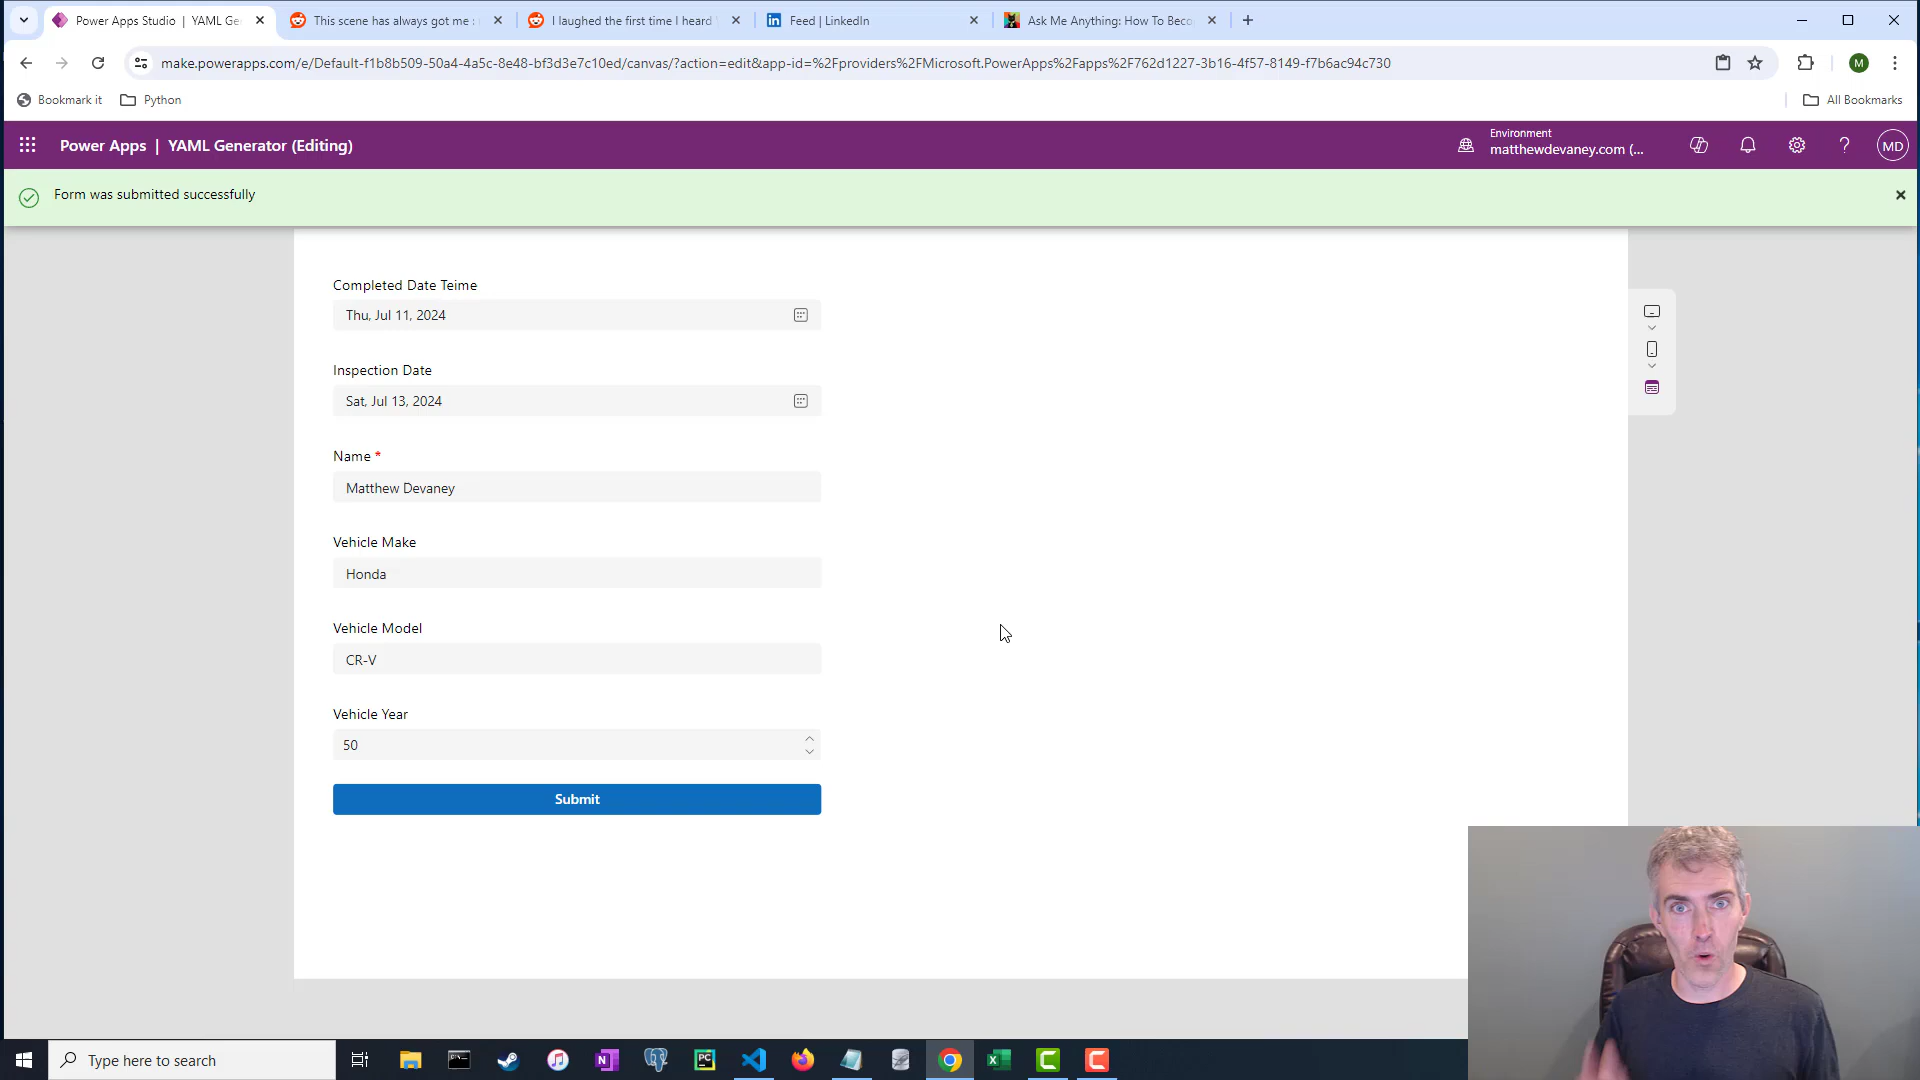 Power Apps Studio | YAML Ge
This scene has always got me :
I laughed the first time I heard
Feed | LinkedIn
Ask Me Anything: How To Beco
make.powerapps.com/e/Default-f1b8b509-50a4-4a5c-8e48-bf3d3e7c10ed/canvas/?action=edit&app-id=%2Fproviders%2FMicrosoft.PowerApps%2Fapps%2F762d1227-3b16-4f57-8149-f7b6ac94c730
M
Bookmark it
Python
All Bookmarks
Power Apps | YAML Generator (Editing)
Environment
matthewdevaney.com (...
MD
Form was submitted successfully
Completed Date Teime
Thu, Jul 11, 2024
Inspection Date
Sat, Jul 13, 2024
Name *
Matthew Devaney
Vehicle Make
Honda
Vehicle Model
CR-V
Vehicle Year
50
Submit
Type here to search